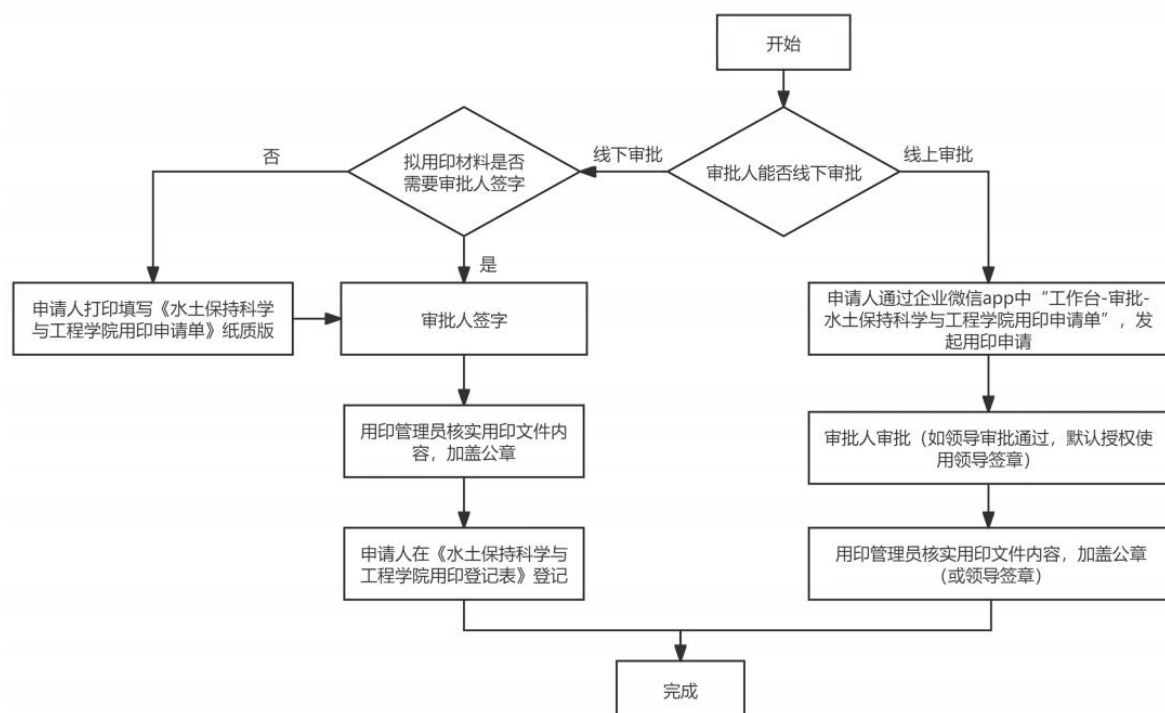 开始
审批人能否线下审批
线下审批
线上审批
拟用印材料是否
需要审批人签字
否
是
申请人打印填写《水土保持科学
与工程学院用印申请单》纸质版
审批人签字
申请人通过企业微信app中“工作台-审批-
水土保持科学与工程学院用印申请单”，发
起用印申请
用印管理员核实用印文件内
容，加盖公章
审批人审批（如领导审批通过，默认授权使
用领导签章）
申请人在《水土保持科学与
工程学院用印登记表》登记
用印管理员核实用印文件内容，加盖公章
（或领导签章）
完成